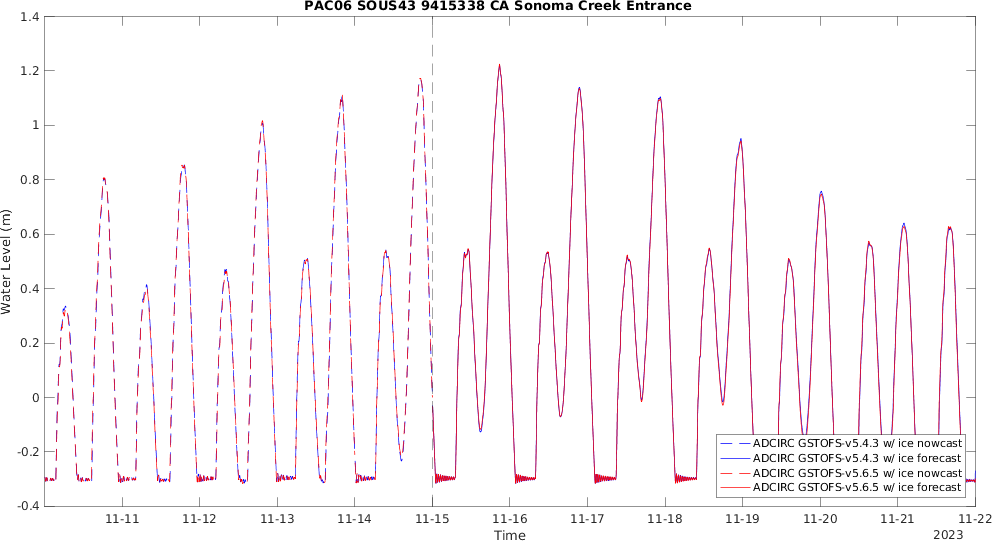 PAC06 SOUS43 9415338 CA Sonoma Creek Entrance
1.4
1.2
1
0.8
0.6
0.4
0.2
0
-0.2
-0.4
Water Level (m)
ADCIRC GSTOFS-v5.4.3 w/ ice nowcast
ADCIRC GSTOFS-v5.4.3 w/ ice forecast
ADCIRC GSTOFS-v5.6.5 w/ ice nowcast
ADCIRC GSTOFS-v5.6.5 w/ ice forecast
11-11 11-12 11-13 11-14 11-15 11-16 11-17 11-18 11-19 11-20 11-21 11-22
Time
2023